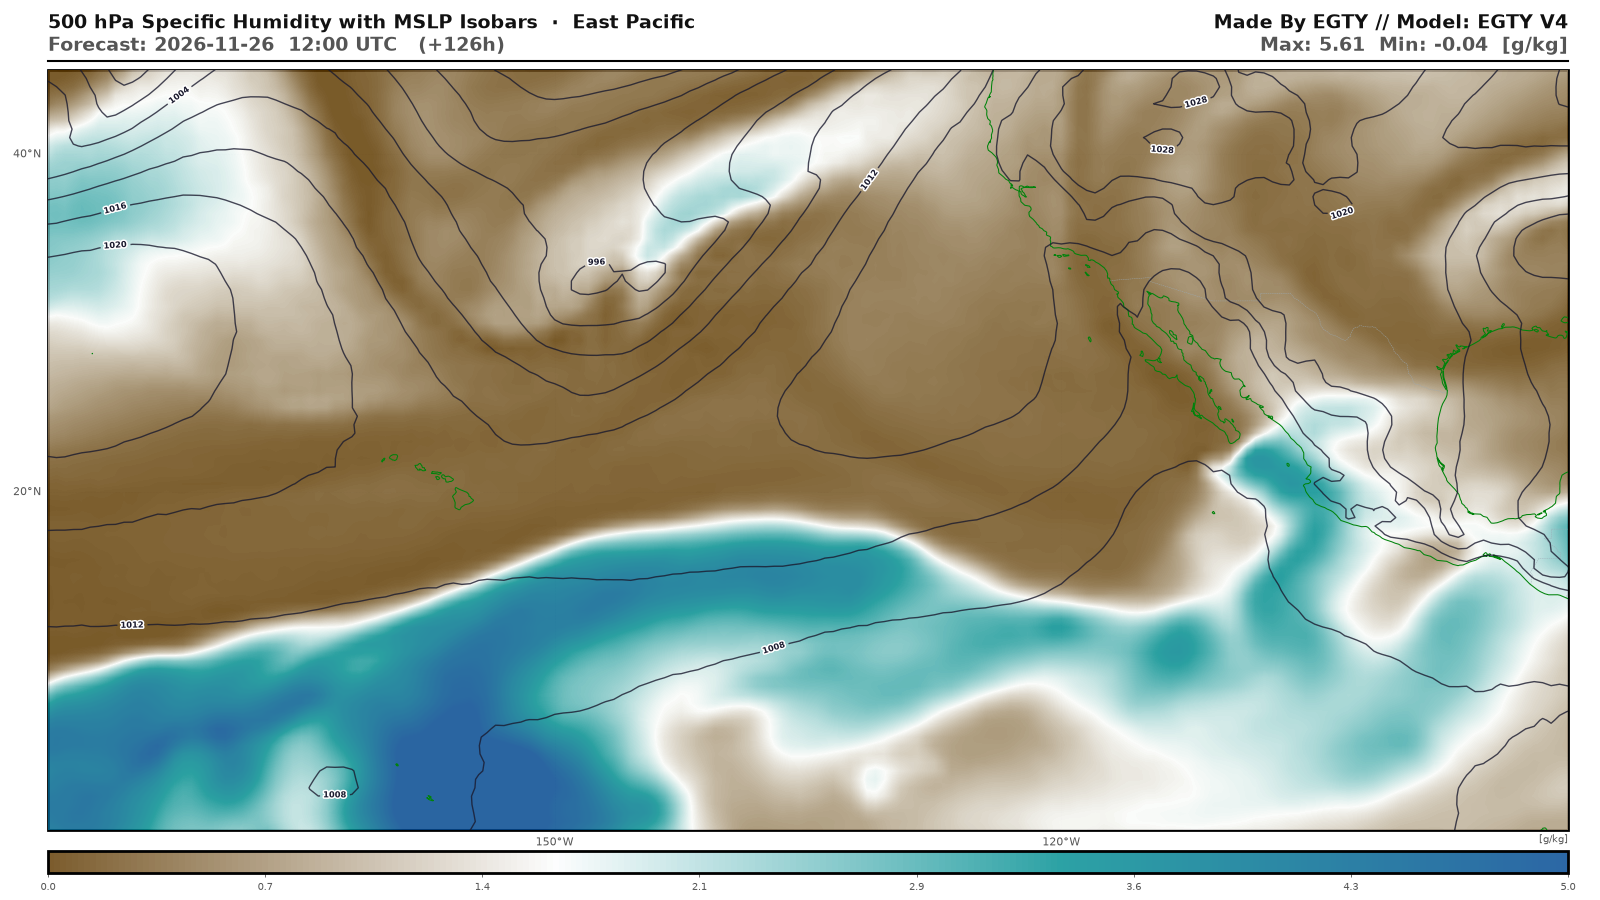 500 hPa Specific Humidity with MSLP Isobars · East Pacific
Made By EGTY // Model: EGTY V4
Forecast: 2026-11-26 12:00 UTC (+126h)
Max: 5.61 Min: -0.04 [g/kg]
1004
1028
40°N
1028
1012
1016
1020
1020
996
20°N
1012
1008
1008
150°W
120°W
[g/kg]
0.0
0.7
1.4
2.1
2.9
3.6
4.3
5.0